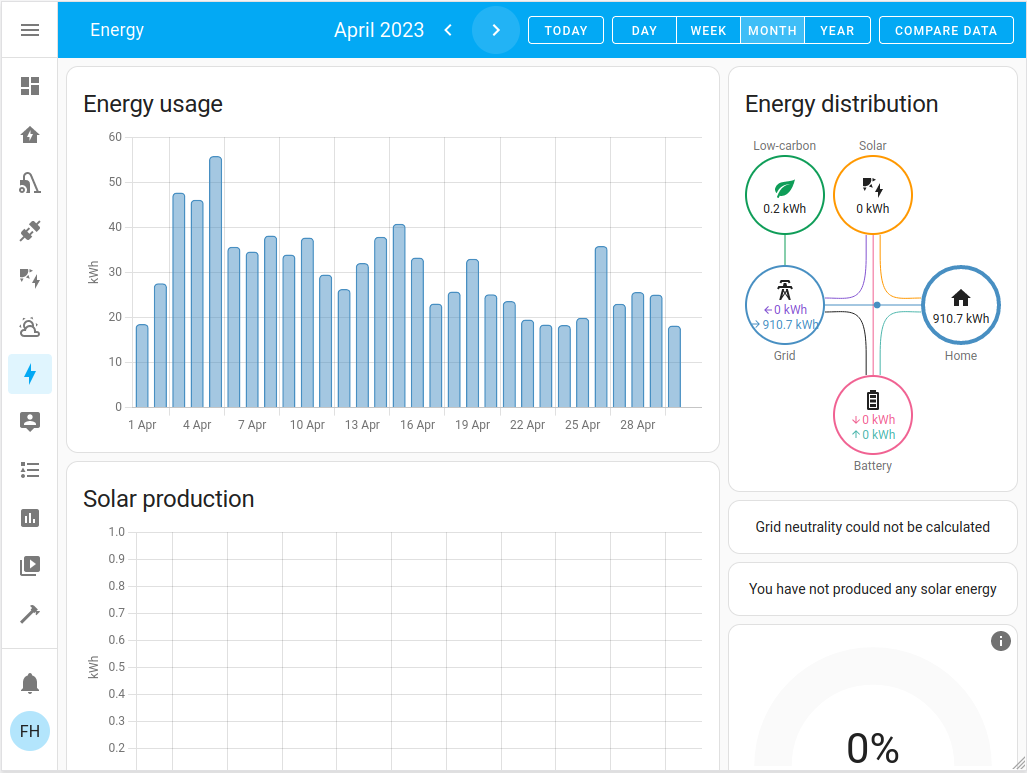 Energy
April 2023
TODAY
DAY WEEK MONTH YEAR
COMPARE DATA
Energy usage
60
50
40
30
20
10
0
kWh
1 Apr 4 Apr 7 Apr 10 Apr 13 Apr 16 Apr 19 Apr 22 Apr 25 Apr 28 Apr
Energy distribution
Low-carbon Solar
0.2 kWh 0 kWh
←0 kWh
→910.7 kWh
910.7 kWh
Grid Home
↓0 kWh
↑0 kWh
Battery
Solar production
1.0
0.9
0.8
0.7
0.6
0.5
0.4
0.3
0.2
kWh
Grid neutrality could not be calculated
You have not produced any solar energy
0%
FH